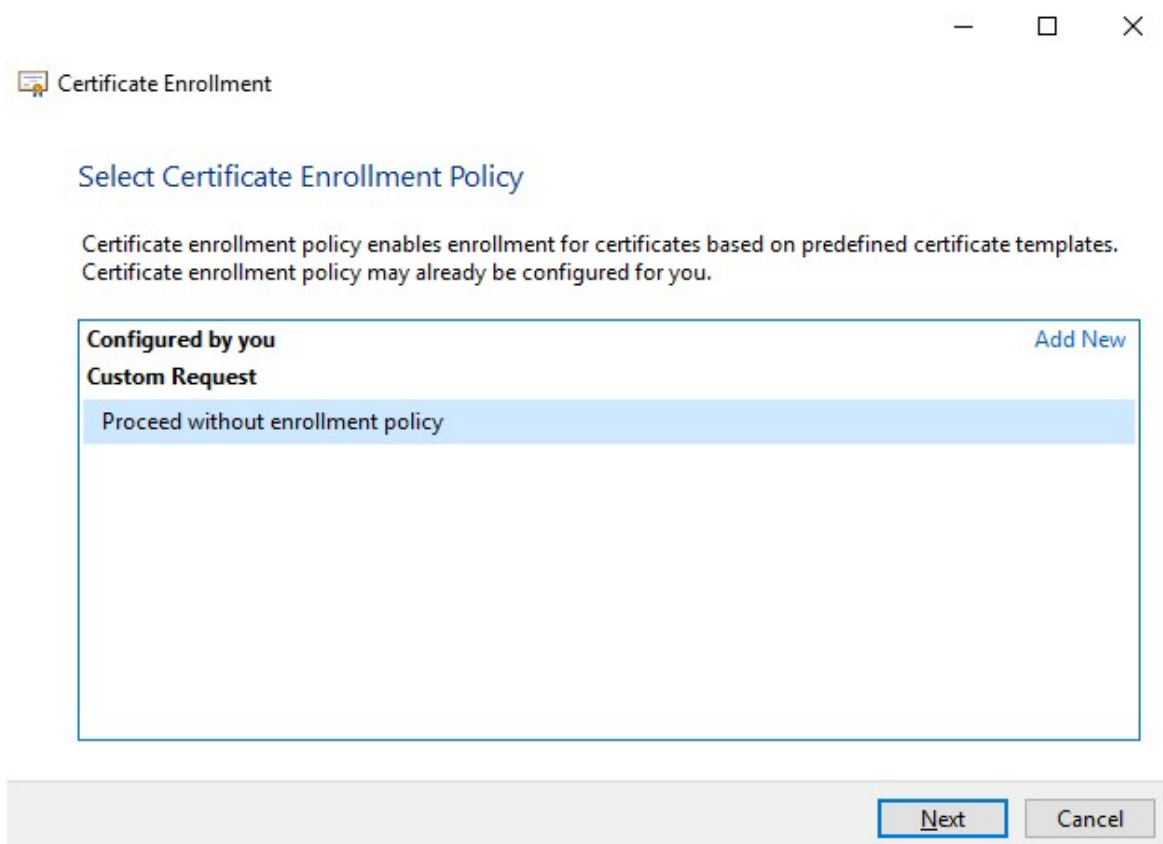 Certificate Enrollment
Select Certificate Enrollment Policy
Certificate enrollment policy enables enrollment for certificates based on predefined certificate templates.
Certificate enrollment policy may already be configured for you.
Configured by you Add New
Custom Request
Proceed without enrollment policy
Next Cancel